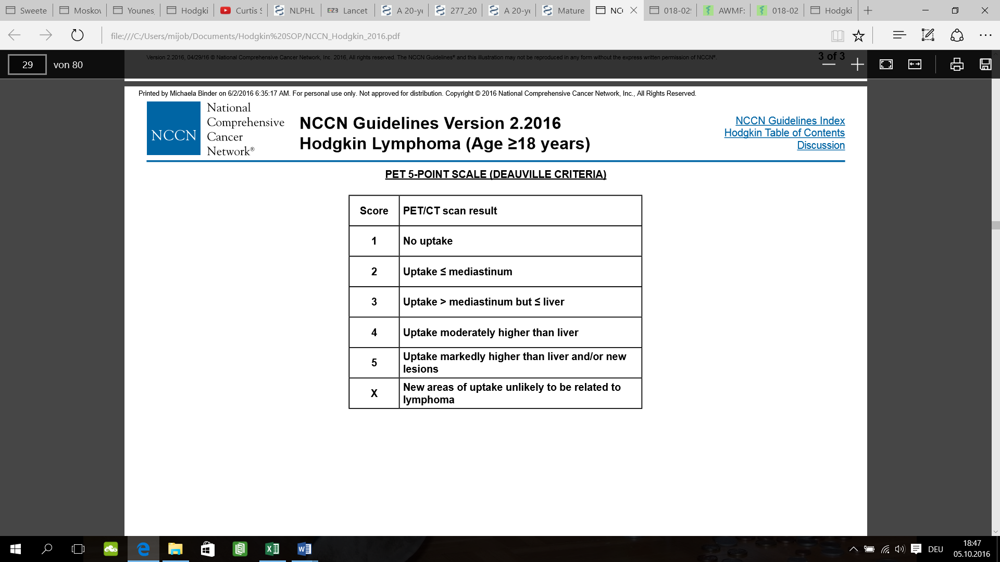 Sweete
Moskov
Younes,
Hodgki
Curtis S
NLPHL
EZB Lancet
A 20-ye
277_20
A 20-ye
Mature
NC
018-029
AWMF:
018-02
Hodgki
file:///C:/Users/mijob/Documents/Hodgkin%20SOP/NCCN_Hodgkin_2016.pdf
29 von 80
Version 2.2016, 04/29/16 © National Comprehensive Cancer Network, Inc. 2016, All rights reserved. The NCCN Guidelines® and this illustration may not be reproduced in any form without the express written permission of NCCN®.
3 of 3
Printed by Michaela Binder on 6/2/2016 6:35:17 AM. For personal use only. Not approved for distribution. Copyright © 2016 National Comprehensive Cancer Network, Inc., All Rights Reserved.
NCCN
National
Comprehensive
Cancer
Network®
NCCN Guidelines Version 2.2016
Hodgkin Lymphoma (Age ≥18 years)
NCCN Guidelines Index
Hodgkin Table of Contents
Discussion
PET 5-POINT SCALE (DEAUVILLE CRITERIA)
Score PET/CT scan result
1 No uptake
2 Uptake ≤ mediastinum
3 Uptake > mediastinum but ≤ liver
4 Uptake moderately higher than liver
5 Uptake markedly higher than liver and/or new
lesions
X New areas of uptake unlikely to be related to
lymphoma
DEU
18:47
05.10.2016